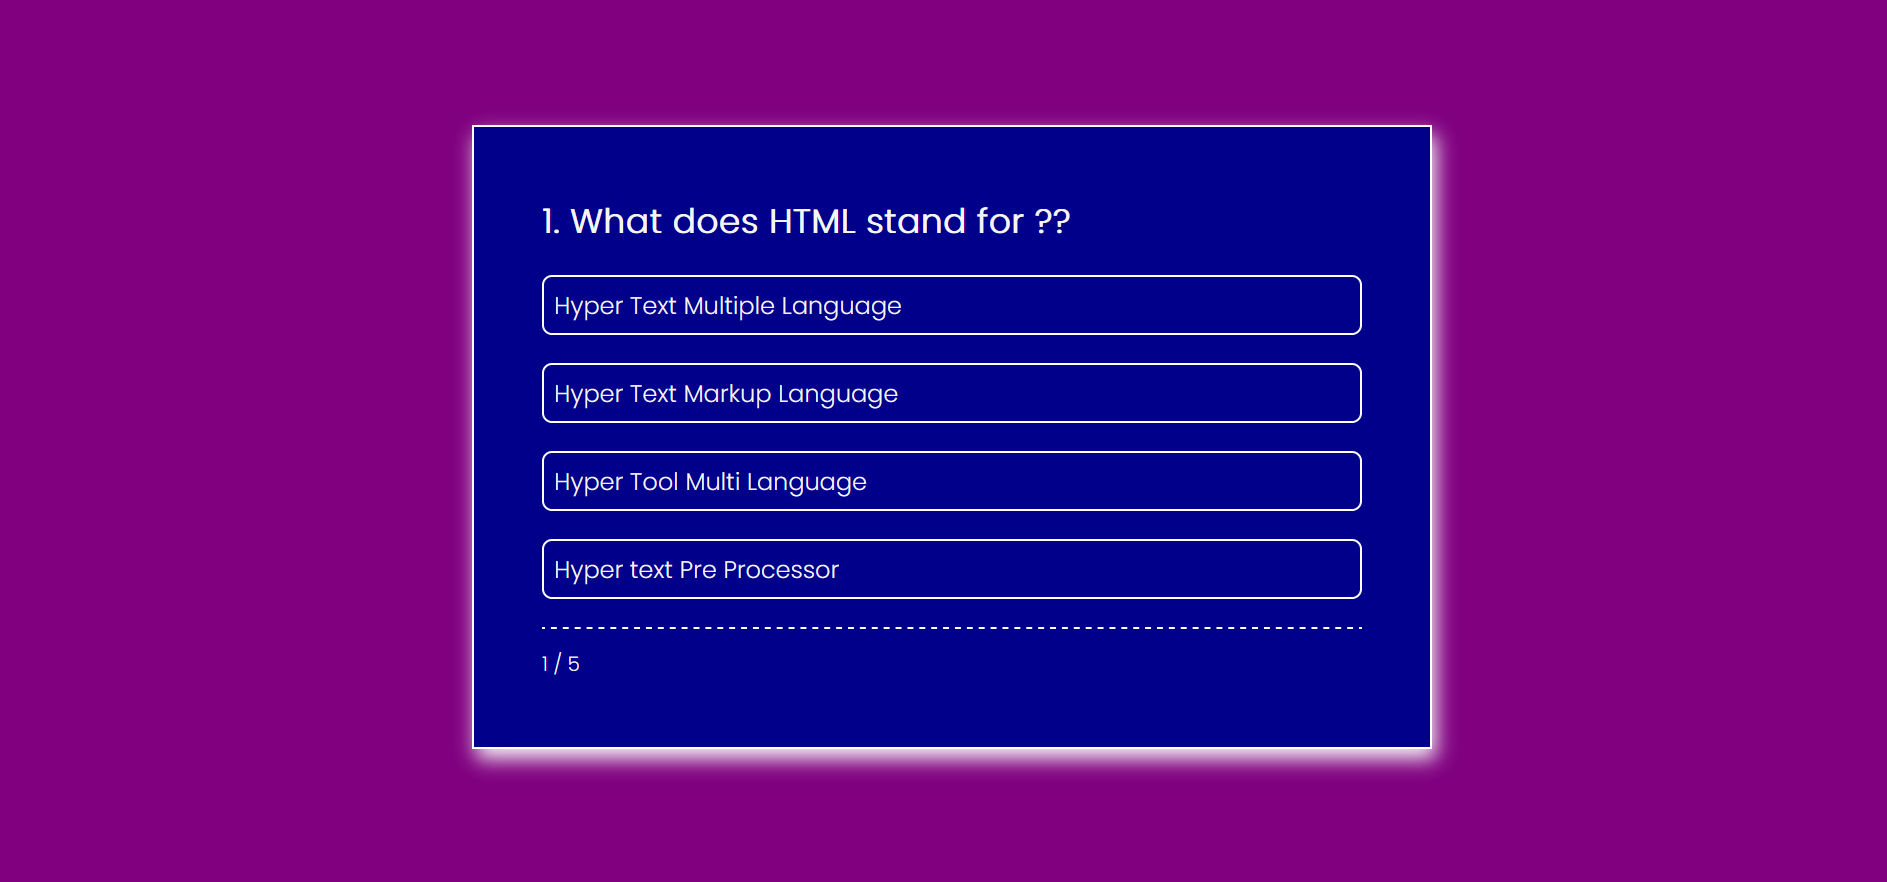 1. What does HTML stand for ??
Hyper Text Multiple Language
Hyper Text Markup Language
Hyper Tool Multi Language
Hyper text Pre Processor
1 / 5